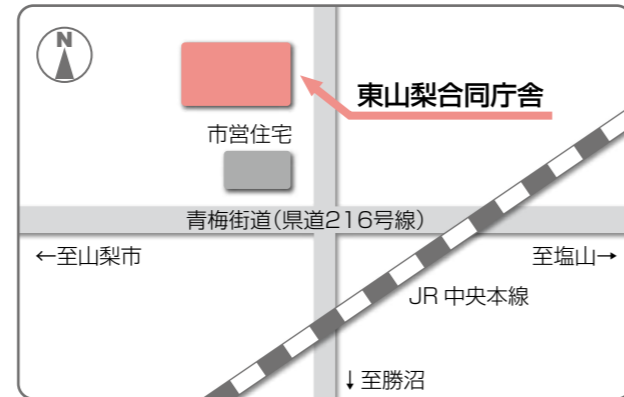 N
東山梨合同庁舎
市営住宅
青梅街道(県道216号線)
←至山梨市
至塩山→
JR 中央本線
↓至勝沼